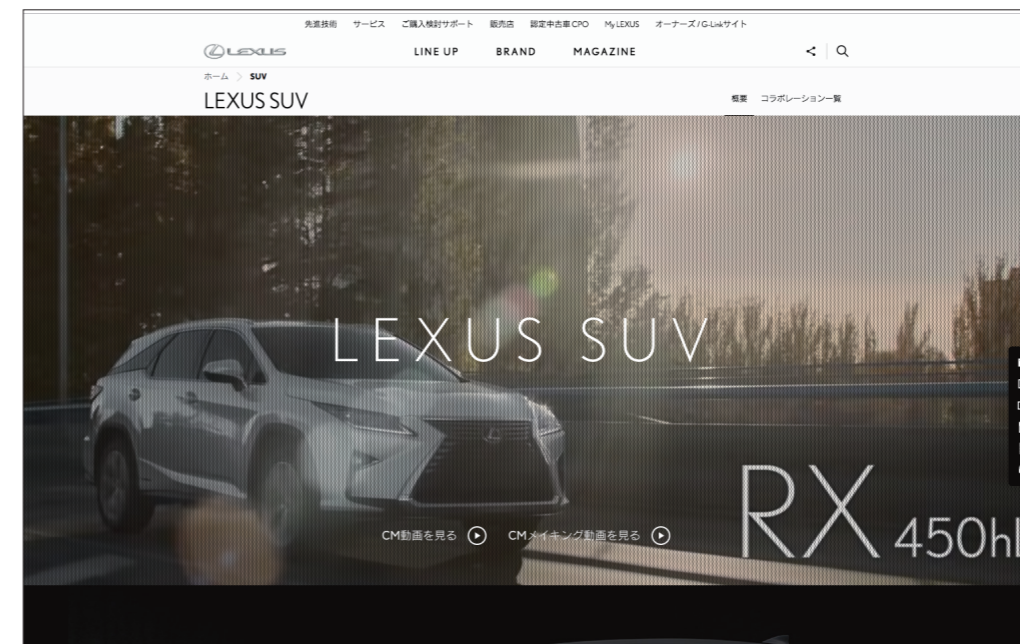 先進技術 サービス ご購入検討サポート 販売店 認定中古車CPO My LEXUS オーナーズ/G-Linkサイト
LEXUS LINE UP BRAND MAGAZINE
ホーム SUV
LEXUS SUV 概要 コラボレーション一覧
LEXUS SUV
RX 450h
CM動画を見る CMメイキング動画を見る